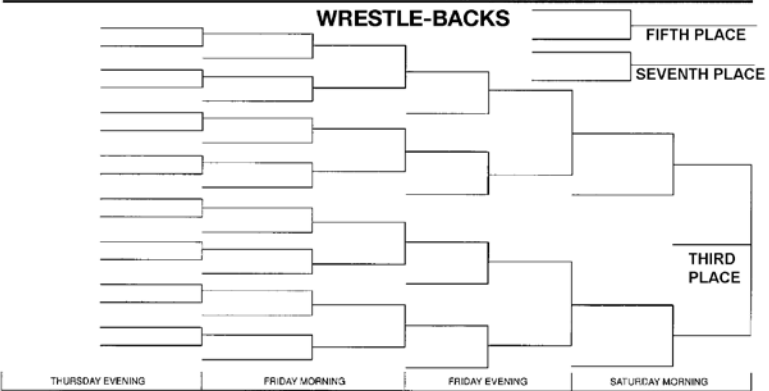 WRESTLE-BACKS
FIFTH PLACE
SEVENTH PLACE
THIRD
PLACE
THURSDAY EVENING
FRIDAY MORNING
FRIDAY EVENING
SATURDAY MORNING